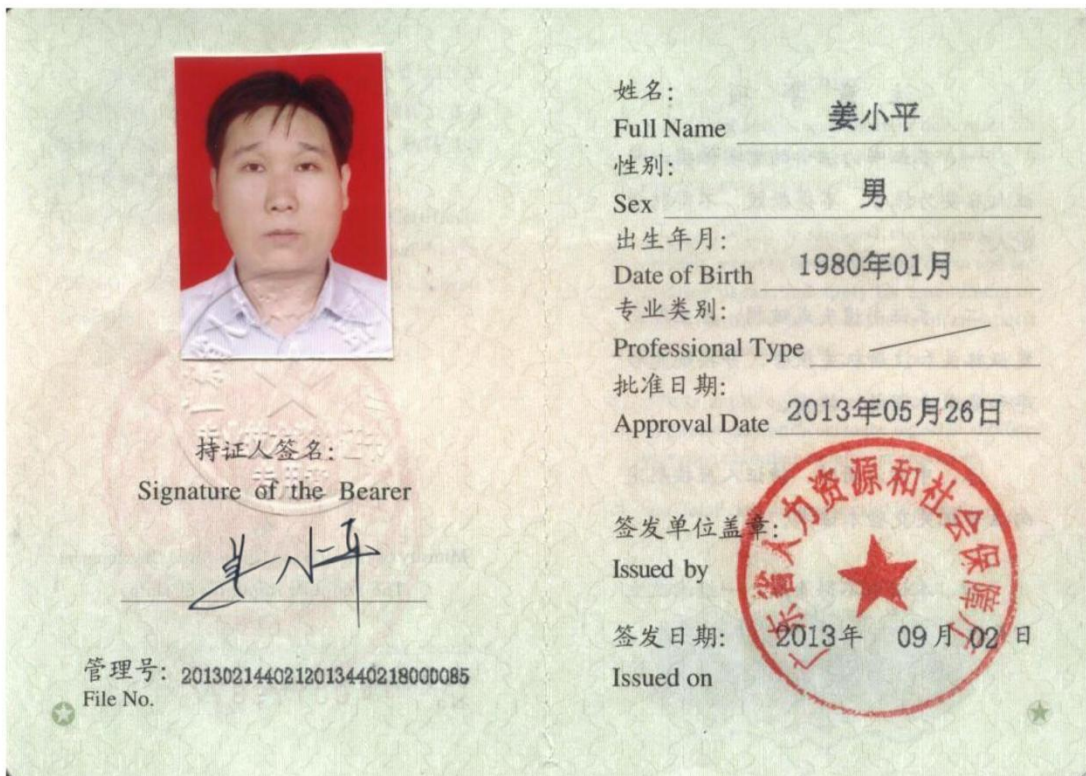 持证人签名:
Signature of the Bearer
姜小平
管理号: 2013021440212013440218000085
File No.
姓名: 姜小平
Full Name
性别: 男
Sex
出生年月: 1980年01月
Date of Birth
专业类别:
Professional Type
批准日期: 2013年05月26日
Approval Date
签发单位盖章:
Issued by
广东省人力资源和社会保障厅
签发日期: 2013年 09月 02日
Issued on